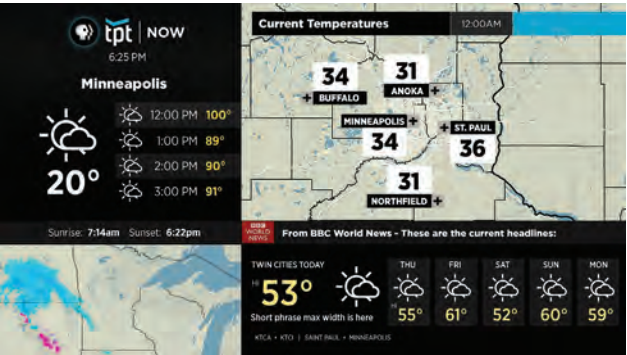 tpt | NOW
6:25 PM
Minneapolis
20°
12:00 PM 100°
1:00 PM 89°
2:00 PM 90°
3:00 PM 91°
Sunrise: 7:14am Sunset: 6:22pm
Current Temperatures
12:00AM
34
BUFFALO
31
ANOKA
MINNEAPOLIS
34
ST. PAUL
36
31
NORTHFIELD
BBC
WORLD
NEWS
From BBC World News - These are the current headlines:
TWIN CITIES TODAY
HI 53°
Short phrase max width is here
THU
HI 55°
FRI
61°
SAT
52°
SUN
60°
MON
59°
KTCA • KTCI | SAINT PAUL • MINNEAPOLIS